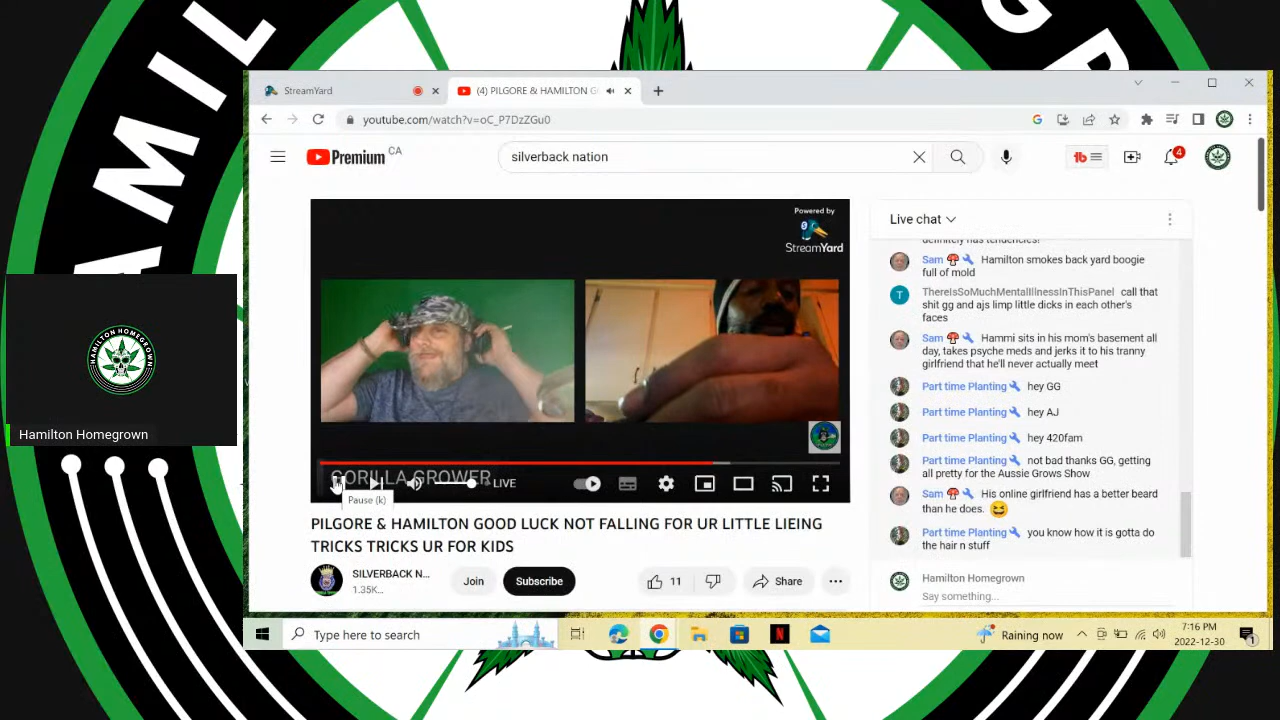 StreamYard
(4) PILGORE & HAMILTON G
youtube.com/watch?v=oC_P7DzZGu0
Premium CA
silverback nation
4
Powered by
StreamYard
GORILLA GROWER
LIVE
Pause (k)
PILGORE & HAMILTON GOOD LUCK NOT FALLING FOR UR LITTLE LIEING
TRICKS TRICKS UR FOR KIDS
SILVERBACK N...
1.35K...
Join
Subscribe
11
Share
Live chat
definitely has tendencies!
Sam Hamilton smokes back yard boogie
full of mold
ThereIsSoMuchMentalIllnessInThisPanel call that
shit gg and ajs limp little dicks in each other's
faces
Sam Hammi sits in his mom's basement all
day, takes psyche meds and jerks it to his tranny
girlfriend that he'll never actually meet
Part time Planting hey GG
Part time Planting hey AJ
Part time Planting hey 420fam
Part time Planting not bad thanks GG, getting
all pretty for the Aussie Grows Show
Sam His online girlfriend has a better beard
than he does.
Part time Planting you know how it is gotta do
the hair n stuff
Hamilton Homegrown
Say something...
HAMILTON HOMEGROWN
Hamilton Homegrown
Type here to search
Raining now
7:16 PM
2022-12-30